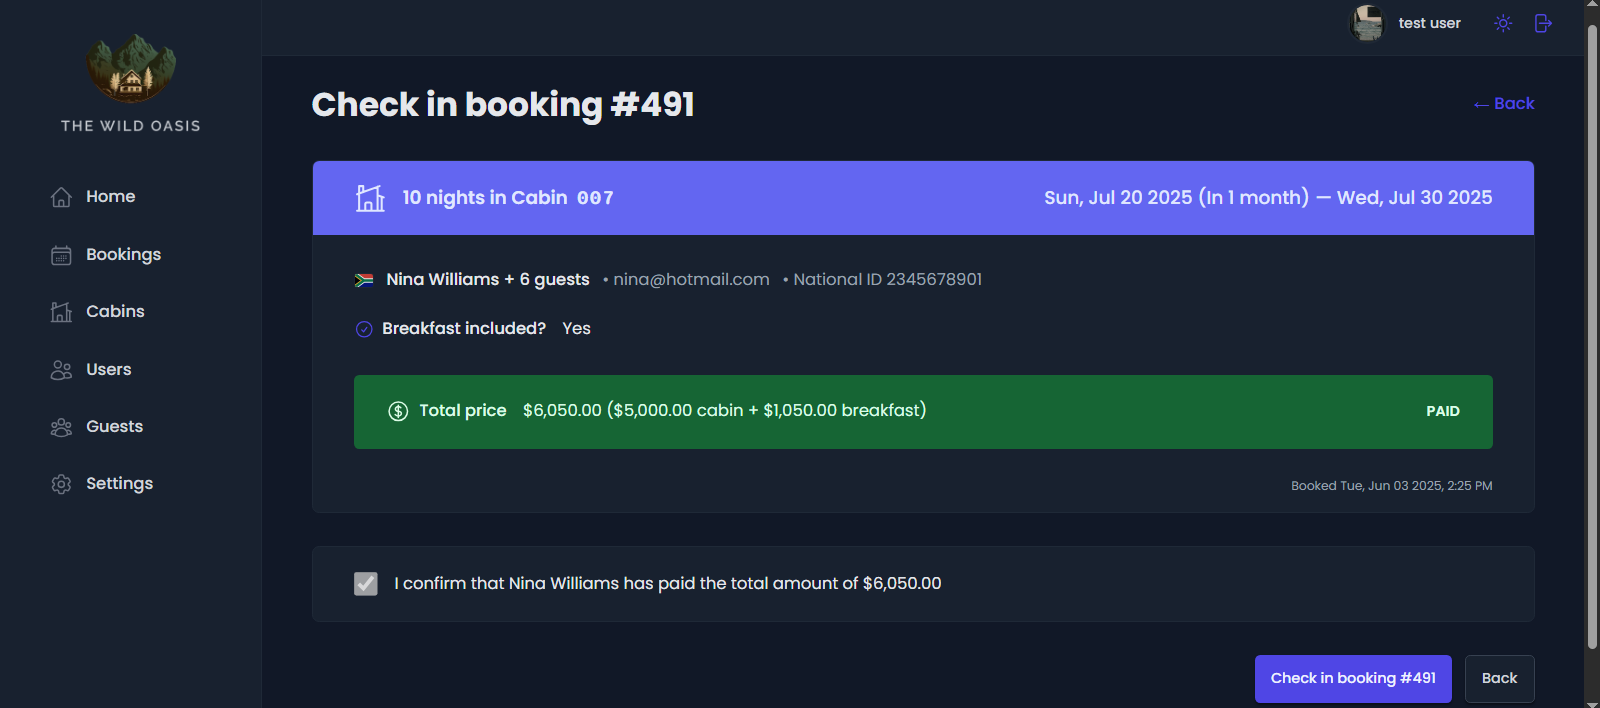 test user
THE WILD OASIS
Home
Bookings
Cabins
Users
Guests
Settings
Check in booking #491
← Back
10 nights in Cabin 007
Sun, Jul 20 2025 (In 1 month) — Wed, Jul 30 2025
Nina Williams + 6 guests • nina@hotmail.com • National ID 2345678901
Breakfast included? Yes
Total price $6,050.00 ($5,000.00 cabin + $1,050.00 breakfast)
PAID
Booked Tue, Jun 03 2025, 2:25 PM
I confirm that Nina Williams has paid the total amount of $6,050.00
Check in booking #491
Back